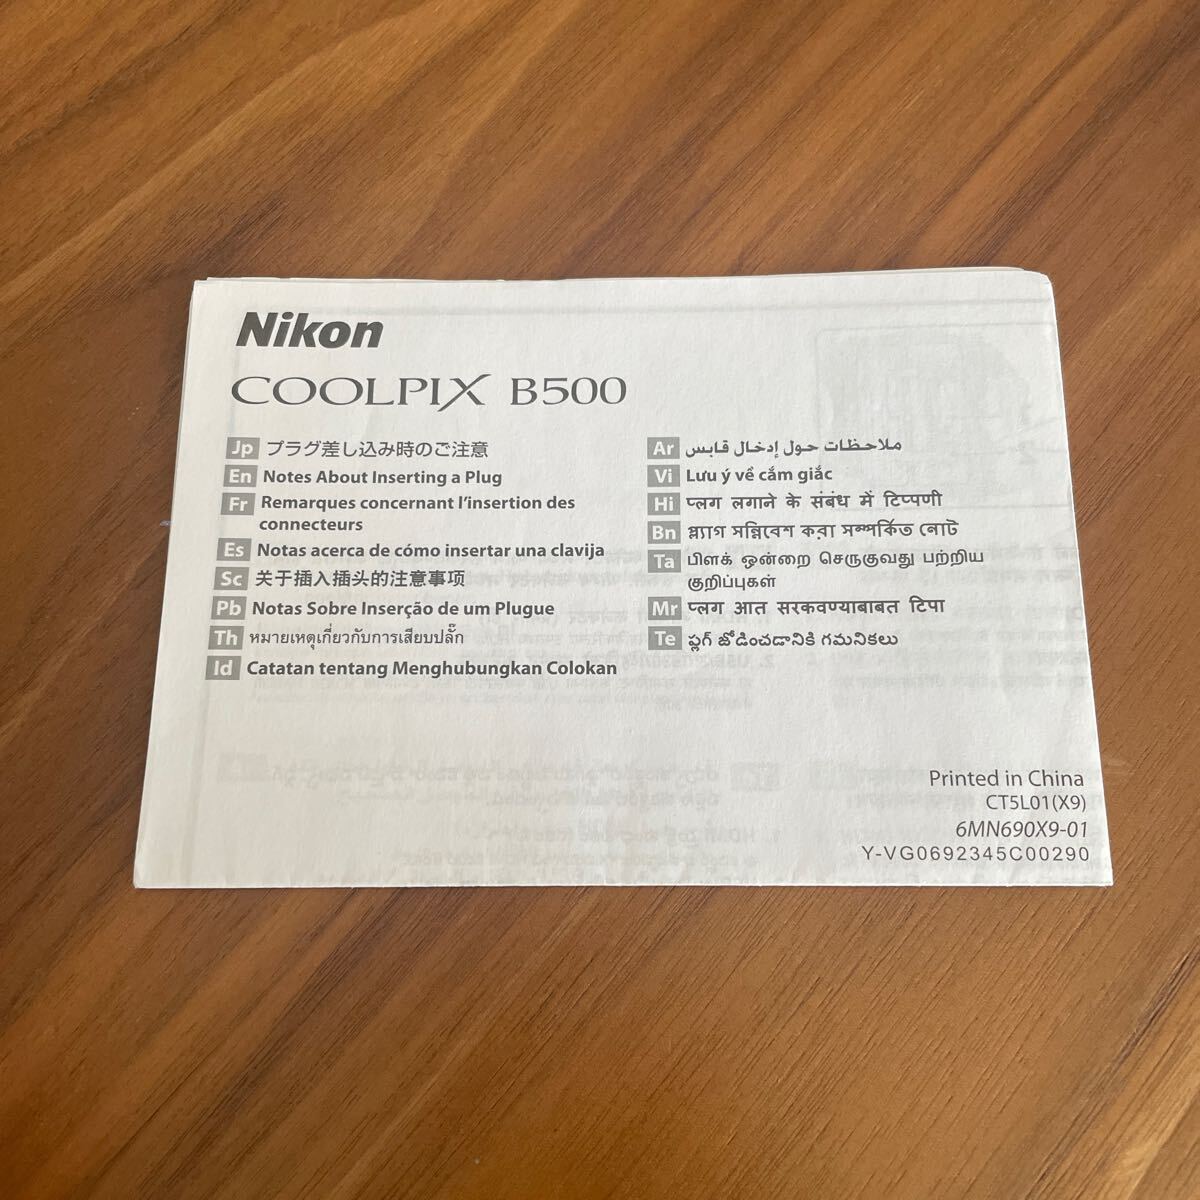 Nikon
COOLPIX B500
Jp プラグ差し込み時のご注意
En Notes About Inserting a Plug
Fr Remarques concernant l'insertion des
connecteurs
Es Notas acerca de cómo insertar una clavija
Sc 关于插入插头的注意事项
Pb Notas Sobre Inserção de um Plugue
Th หมายเหตุเกี่ยวกับการเสียบปลั๊ก
Id Catatan tentang Menghubungkan Colokan
Ar ملاحظات حول إدخال قابس
Vi Lưu ý về cắm giắc
Hi प्लग लगाने के संबंध में टिप्पणी
Bn প্ল্যাগ সন্নিবেশ করা সম্পর্কিত নোট
Ta பிளக் ஒன்றை செருகுவது பற்றிய
குறிப்புகள்
Mr प्लग आत सरकवण्याबाबत टिपा
Te ప్లగ్ జోడించడానికి గమనికలు
Printed in China
CT5L01(X9)
6MN690X9-01
Y-VG0692345C00290